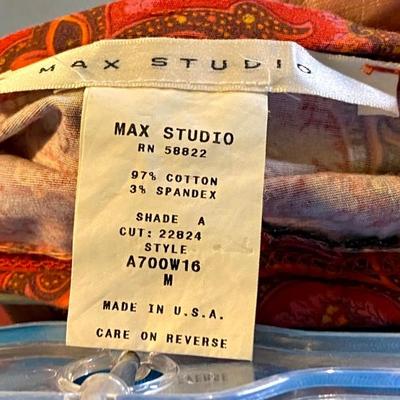 MAX STUDIO
MAX STUDIO
RN 58822
97% COTTON
3% SPANDEX
SHADE A
CUT: 22824
STYLE
A700W16
M
MADE IN U.S.A.
CARE ON REVERSE